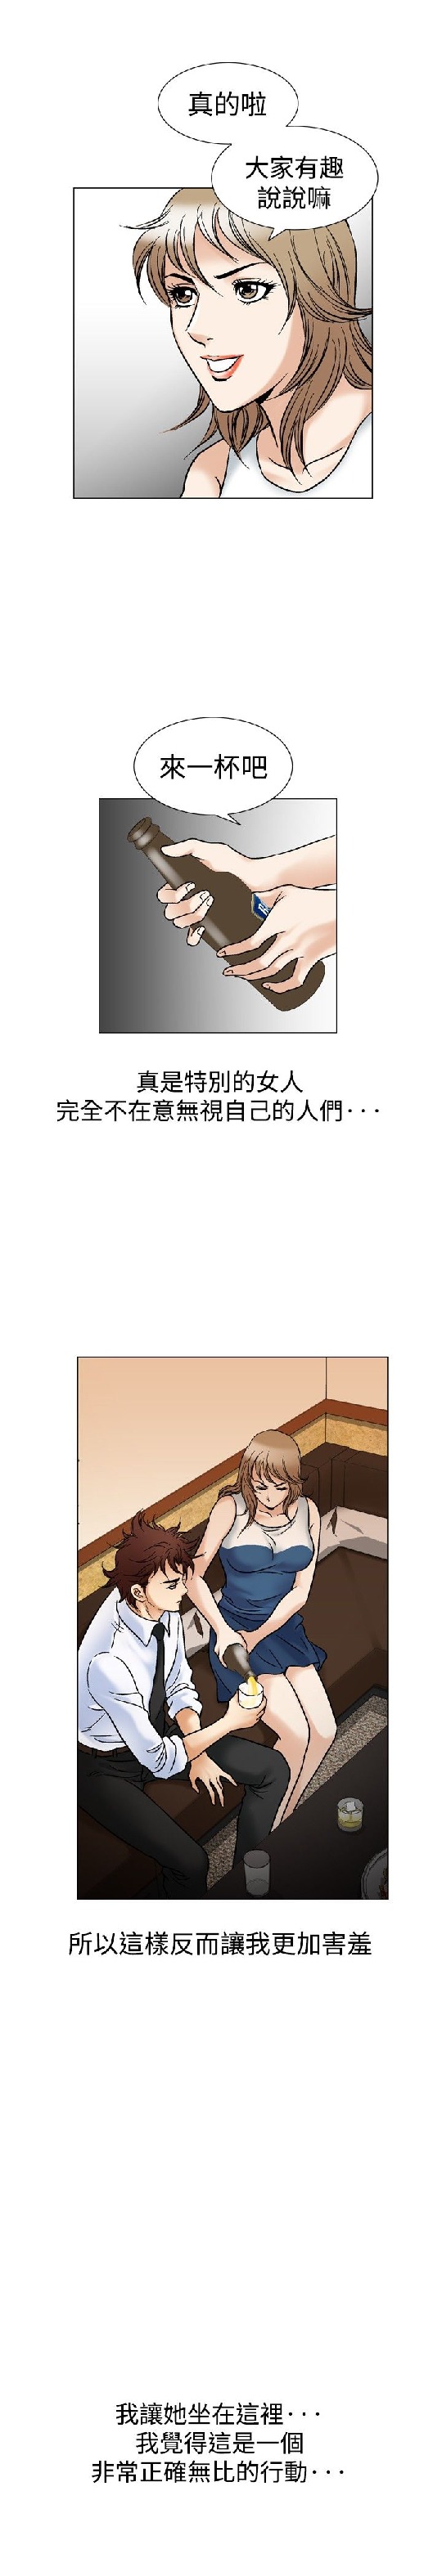 真的啦
大家有趣
說說嘛
來一杯吧
真是特別的女人
完全不在意無視自己的人們···
所以這樣反而讓我更加害羞
我讓她坐在這裡···
我覺得這是一個
非常正確無比的行動···